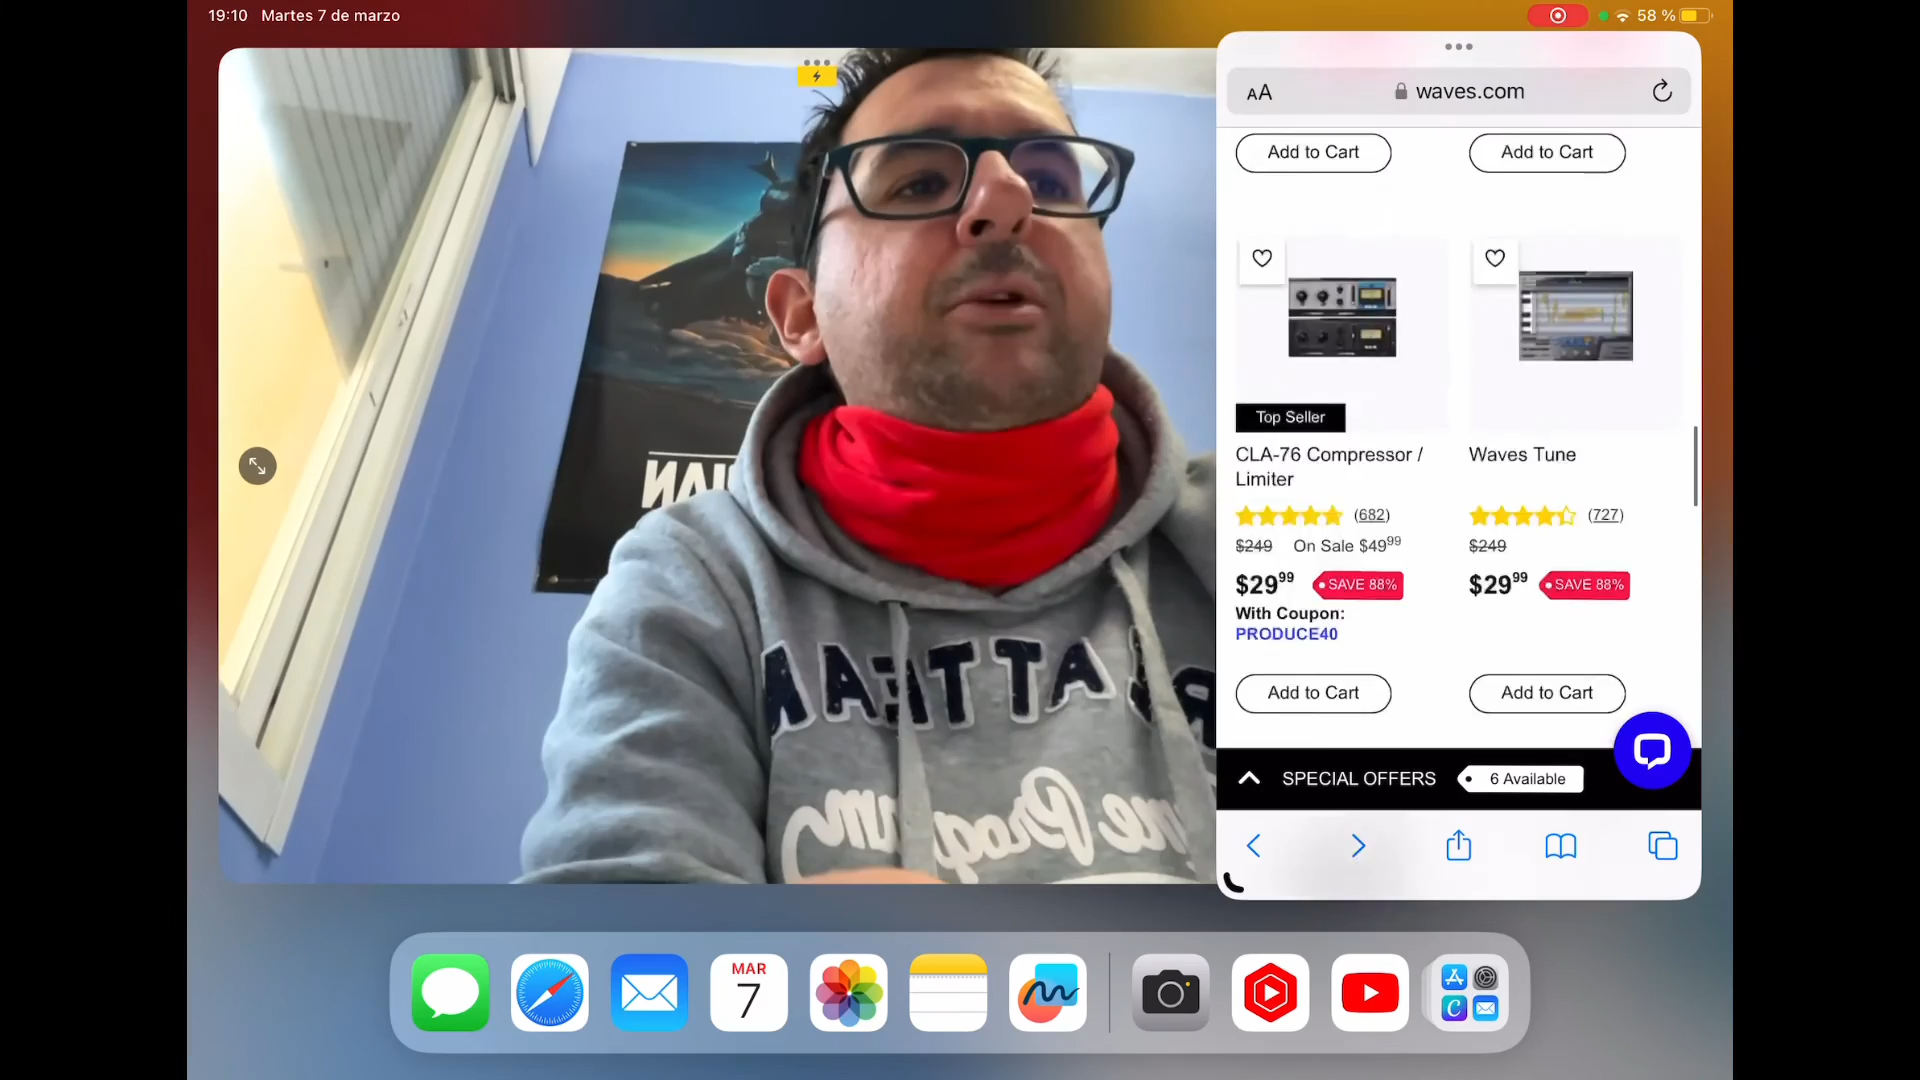 19:10 Martes 7 de marzo
58 %
AA waves.com
Add to Cart
Add to Cart
Top Seller
CLA-76 Compressor /
Limiter
(682)
$249 On Sale $49.99
$29.99 SAVE 88%
With Coupon:
PRODUCE40
Waves Tune
(727)
$249
$29.99 SAVE 88%
Add to Cart
Add to Cart
SPECIAL OFFERS 6 Available
MAR
7